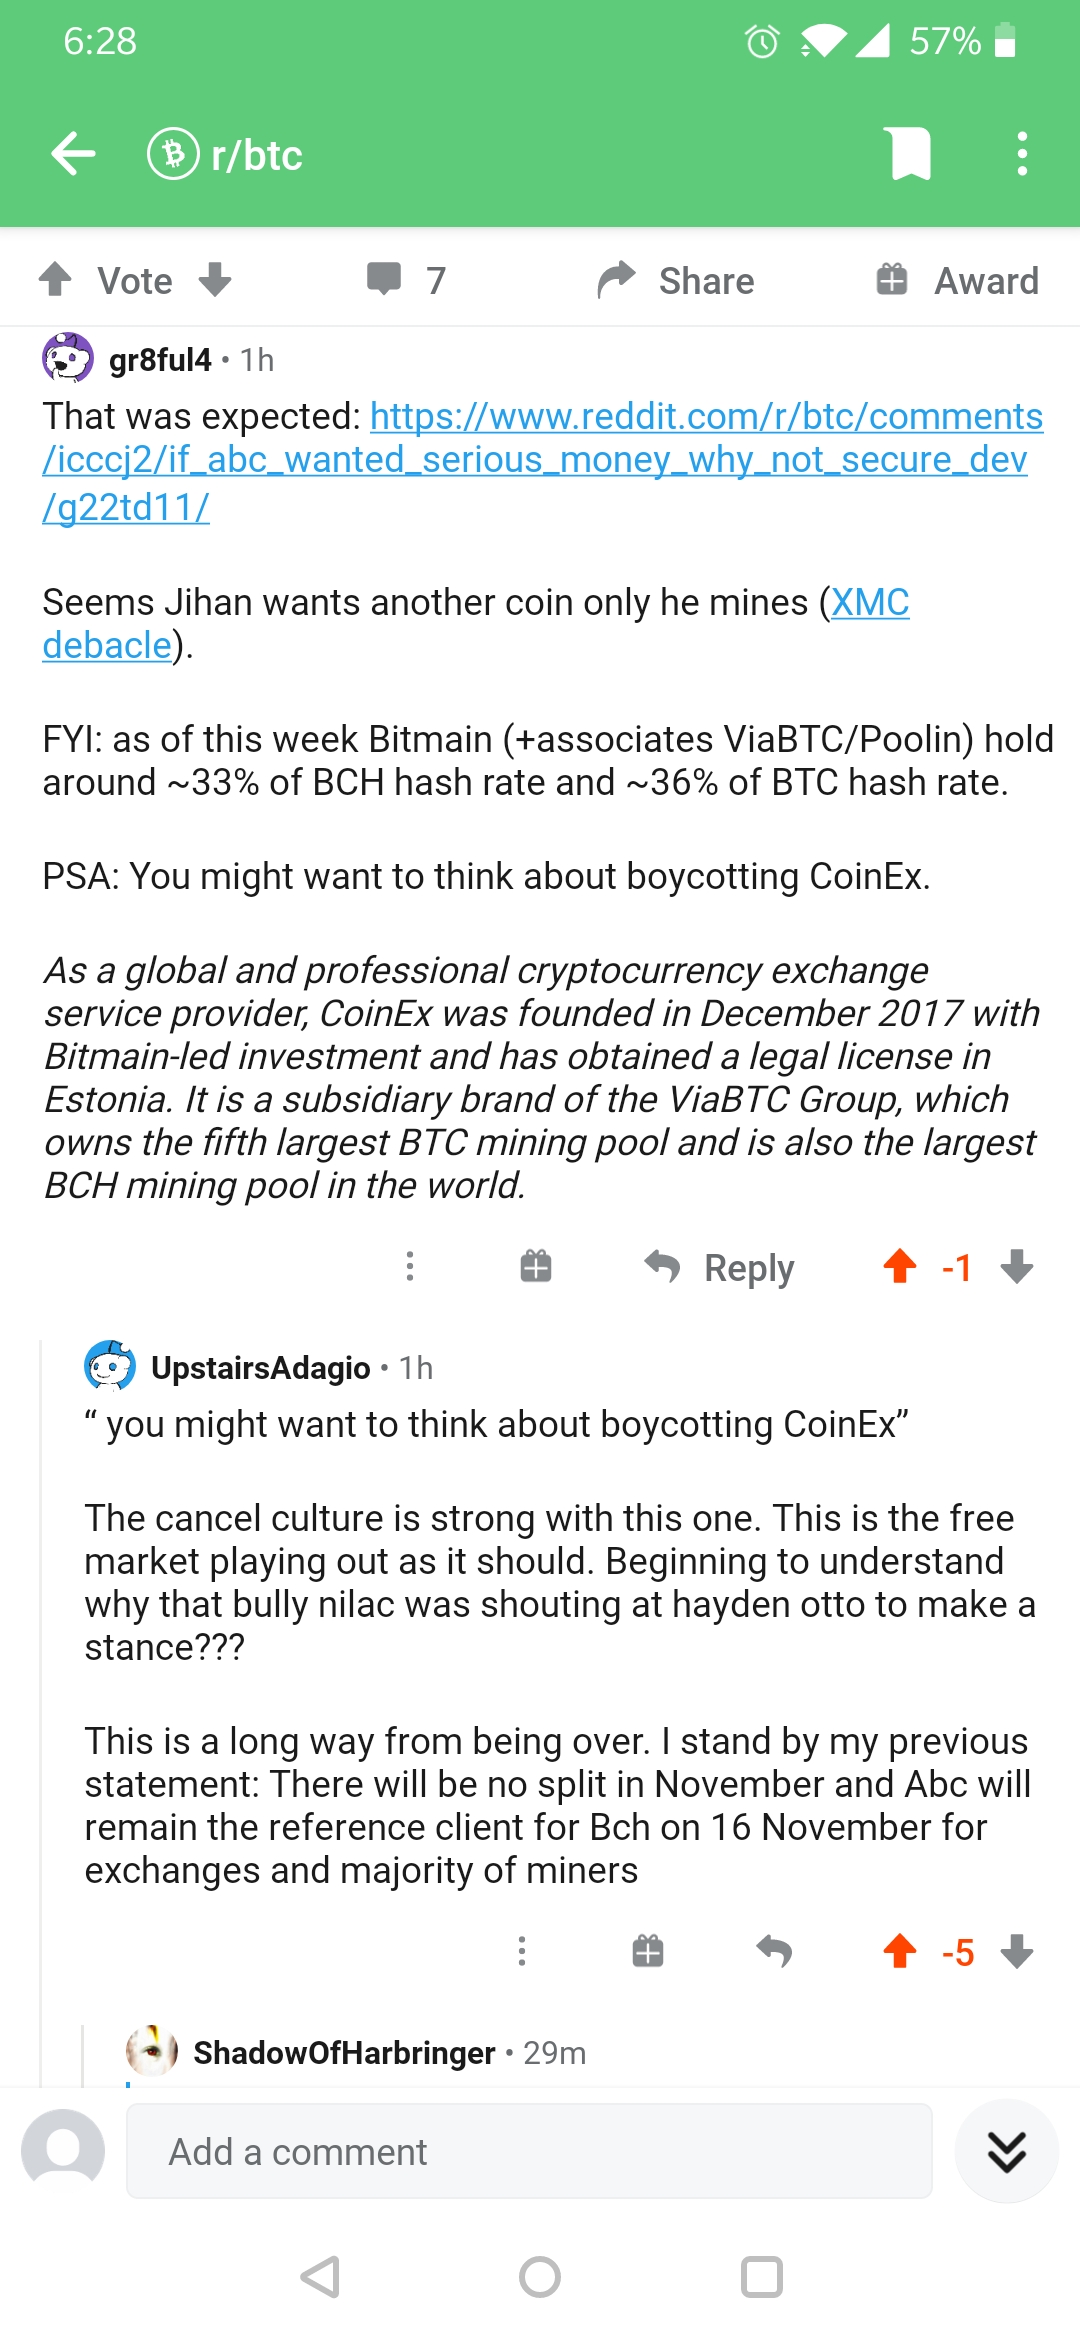 6:28
57%
r/btc
Vote
7
Share
Award
gr8ful4 • 1h
That was expected: https://www.reddit.com/r/btc/comments
/icccj2/if_abc_wanted_serious_money_why_not_secure_dev
/g22td11/
Seems Jihan wants another coin only he mines (XMC
debacle).
FYI: as of this week Bitmain (+associates ViaBTC/Poolin) hold
around ~33% of BCH hash rate and ~36% of BTC hash rate.
PSA: You might want to think about boycotting CoinEx.
As a global and professional cryptocurrency exchange
service provider, CoinEx was founded in December 2017 with
Bitmain-led investment and has obtained a legal license in
Estonia. It is a subsidiary brand of the ViaBTC Group, which
owns the fifth largest BTC mining pool and is also the largest
BCH mining pool in the world.
Reply
-1
UpstairsAdagio • 1h
“ you might want to think about boycotting CoinEx”
The cancel culture is strong with this one. This is the free
market playing out as it should. Beginning to understand
why that bully nilac was shouting at hayden otto to make a
stance???
This is a long way from being over. I stand by my previous
statement: There will be no split in November and Abc will
remain the reference client for Bch on 16 November for
exchanges and majority of miners
-5
ShadowOfHarbringer • 29m
Add a comment